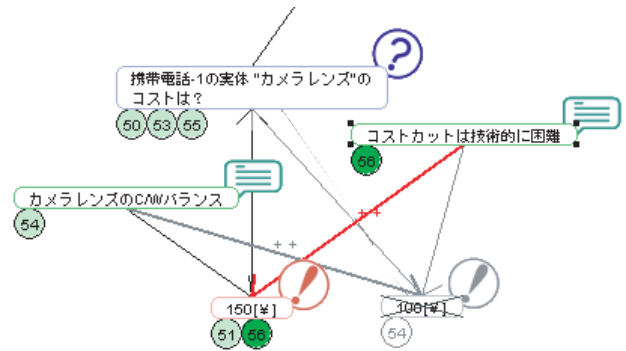 ?
携帯電話-1の実体 "カメラレンズ"の
コストは?
50 53 55
コストカットは技術的に困難
56
カメラレンズのC/Wバランス
54
+ +
+ +
!
!
150[¥]
100[¥]
51 56
54